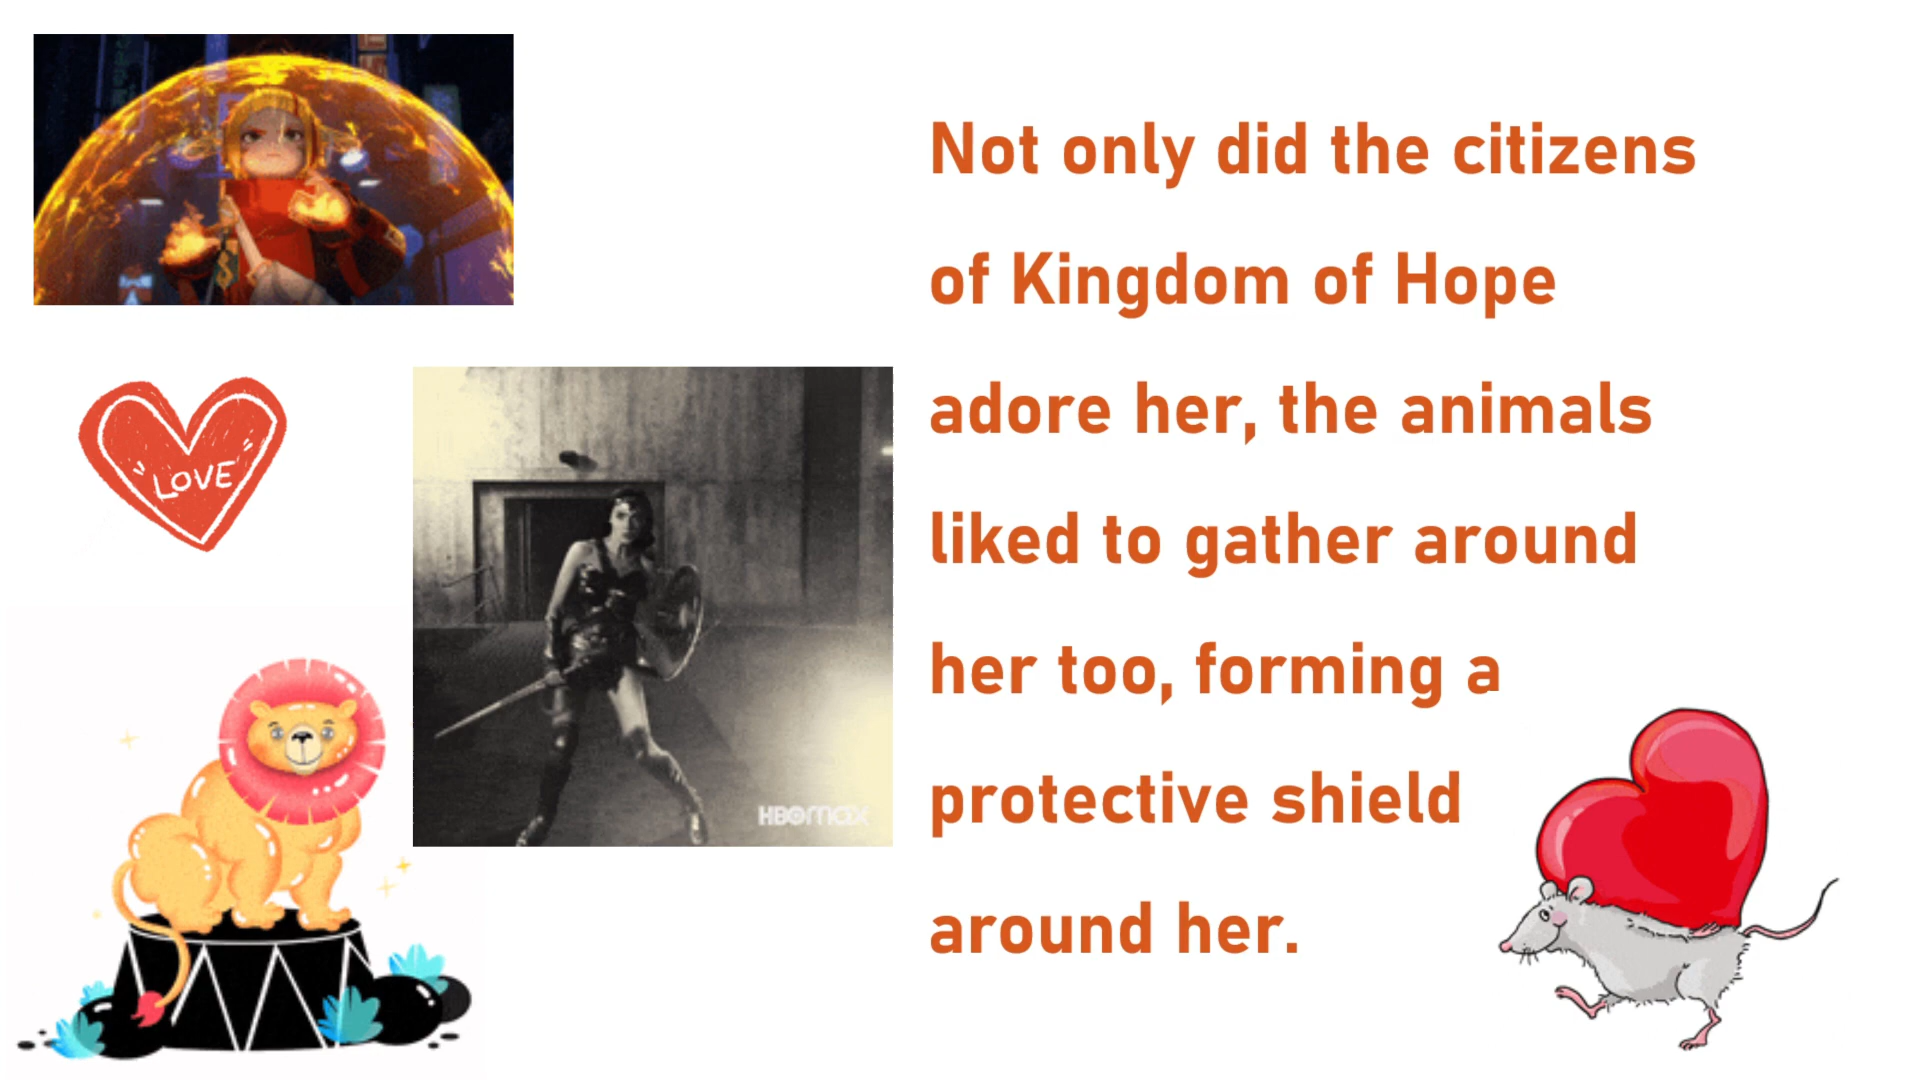 Not only did the citizens
of Kingdom of Hope
adore her, the animals
liked to gather around
her too, forming a
protective shield
around her.
"LOVE"
HBOmax